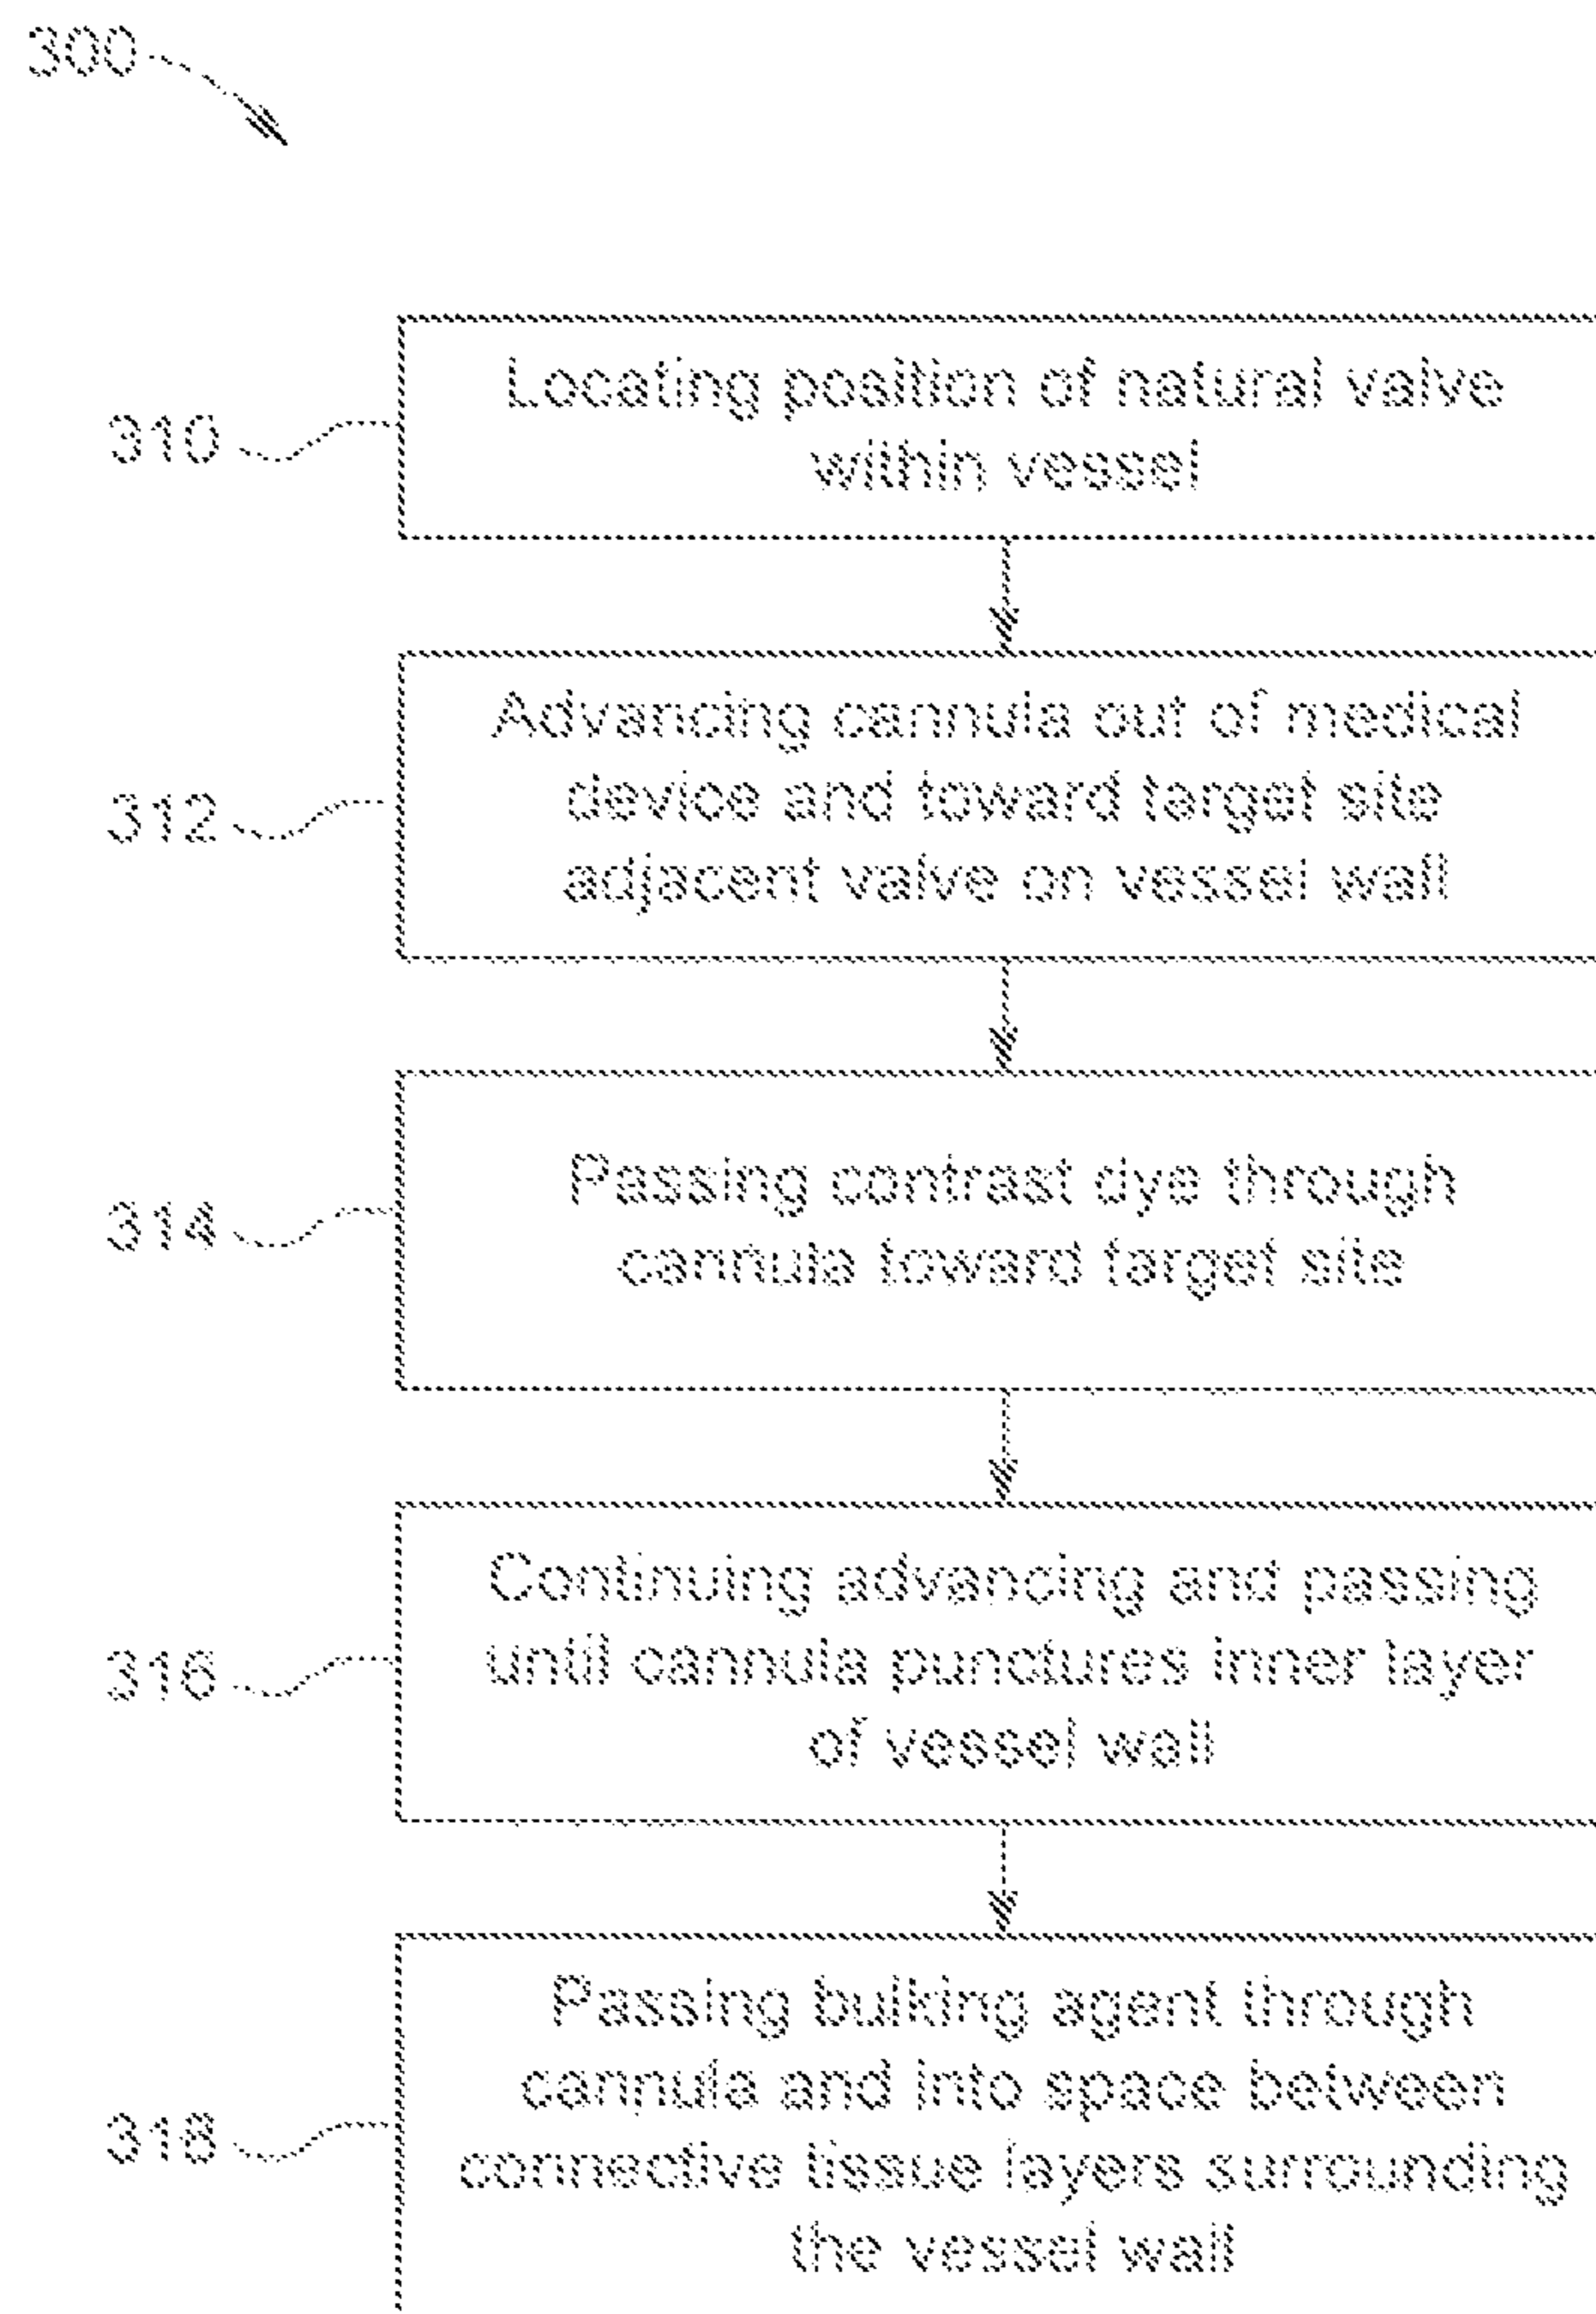 300
310
Locating position of natural valve
within vessel
312
Advancing cannula out of medical
device and toward target site
adjacent valve on vessel wall
314
Passing contrast dye through
cannula toward target site
316
Continuing advancing and passing
until cannula punctures inner layer
of vessel wall
318
Passing bulking agent through
cannula and into space between
connective tissue layers surrounding
the vessel wall